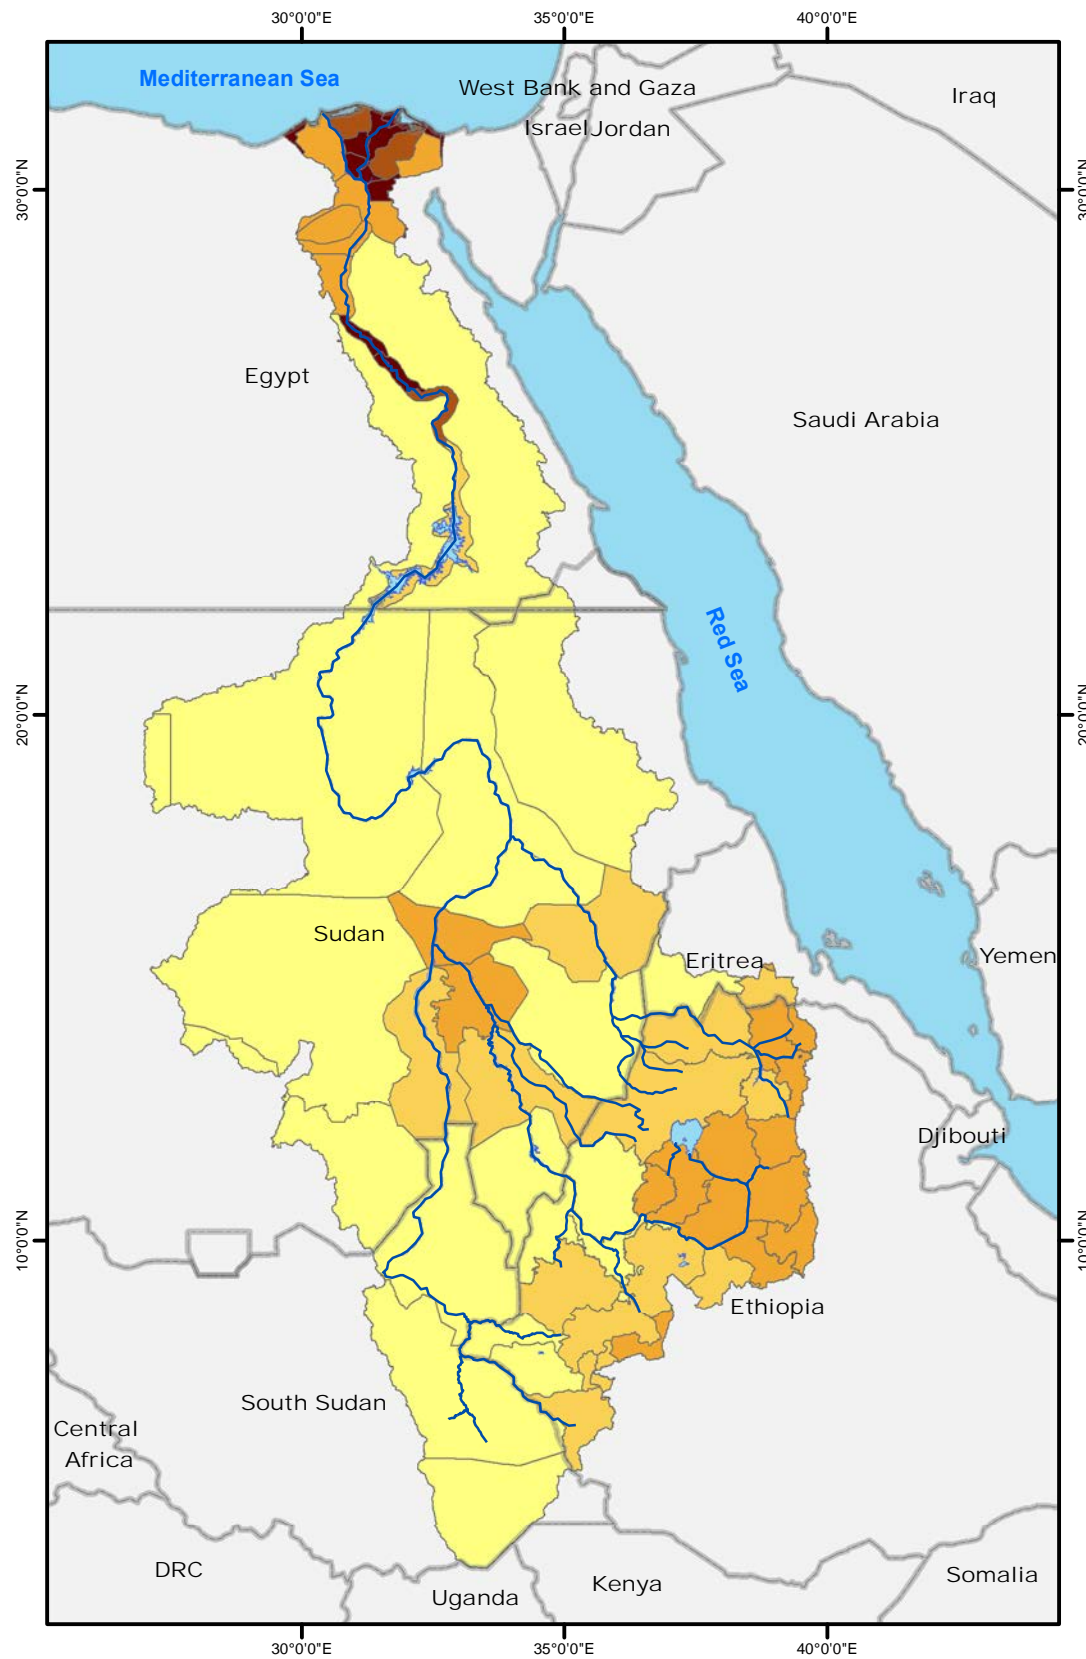 30°0'0"E
35°0'0"E
40°0'0"E
Mediterranean Sea
West Bank and Gaza
Iraq
Israel
Jordan
30°0'0"N
30°0'0"N
Egypt
Saudi Arabia
Red Sea
20°0'0"N
20°0'0"N
Sudan
Eritrea
Yemen
Djibouti
10°0'0"N
10°0'0"N
Ethiopia
South Sudan
Central
Africa
DRC
Uganda
Kenya
Somalia
30°0'0"E
35°0'0"E
40°0'0"E